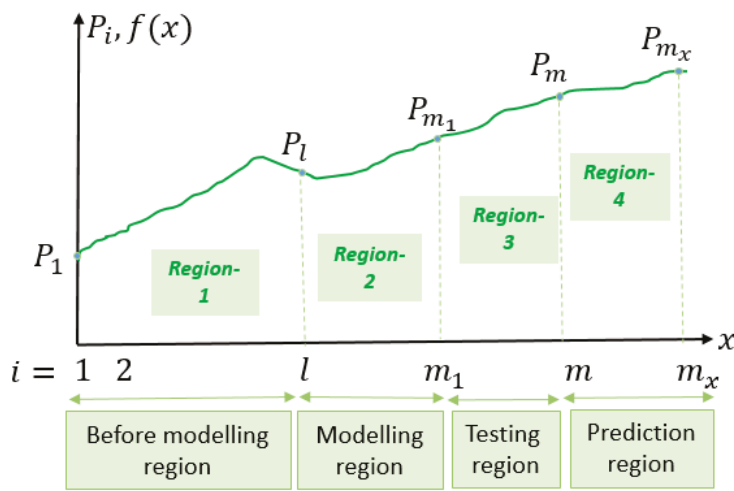 P_i, f(x)
P_{m_x}
P_m
P_{m_1}
P_l
P_1
Region-
1
Region-
2
Region-
3
Region-
4
x
i = 1 2 l m_1 m m_x
Before modelling
region
Modelling
region
Testing
region
Prediction
region